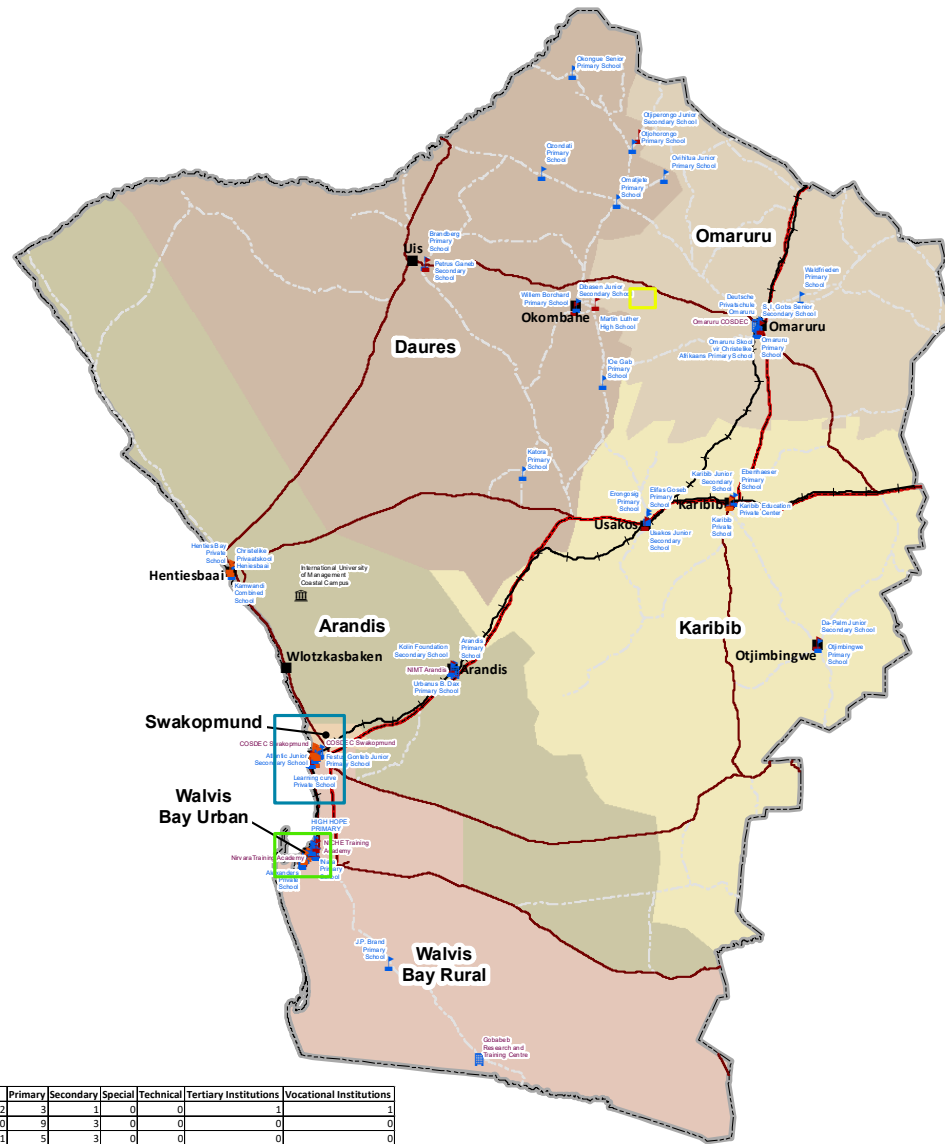 Okongue Senior
Primary School
Otjiperongo Junior
Secondary School
Otjohorongo
Primary
School
Ozondati
Primary
School
Ovihitua Junior
Primary School
Omatjete
Primary
School
Omaruru
Brandberg
Primary
School
Uis
Petrus Ganeb
Secondary
School
Waldfrieden
Primary
School
Dibasen Junior
Secondary School
Willem Borchard
Primary School
Okombahe
Martin Luther
High School
Deutsche
Privatschule
Omaruru
S. I. Gobs Senior
Secondary School
Omaruru COSDEC
Omaruru
Omaruru Skool
vir Christelike
Afrikaans Primary School
Omaruru
Primary
School
Daures
!Oe Gab
Primary
School
Katora
Primary
School
Karibib Junior
Secondary
School
Ebenhaeser
Primary
School
Elifas Goseb
Primary
School
Erongosig
Primary
School
Karibib
Karibib Education
Private Center
Karibib
Private
School
Usakos
Usakos Junior
Secondary
School
Henties Bay
Private
School
Christelike
Privaatskool
Hentiesbaai
Hentiesbaai
Kamwandi
Combined
School
International University
of Management
Coastal Campus
Arandis
Karibib
Da-Palm Junior
Secondary School
Otjimbingwe
Otjimbingwe
Primary
School
Kolin Foundation
Secondary School
Arandis
Primary
School
NIMT Arandis
Arandis
Urbanus B. Dax
Primary School
Wlotzkasbaken
Swakopmund
COSDEC Swakopmund
COSDEC Swakopmund
Atlantic Junior
Secondary School
Festus Gonteb Junior
Primary School
Learning curve
Private School
Walvis
Bay Urban
HIGH HOPE
PRIMARY
NICHE Training
Academy
Nirvara Training Academy
!Nara
Primary
School
Alexanders
Private
School
J.P. Brand
Primary
School
Walvis
Bay Rural
Gobabeb
Research and
Training Centre
Primary Secondary Special Technical Tertiary Institutions Vocational Institutions
2 3 1 0 0 1 1
0 9 3 0 0 0 0
1 5 3 0 0 0 0